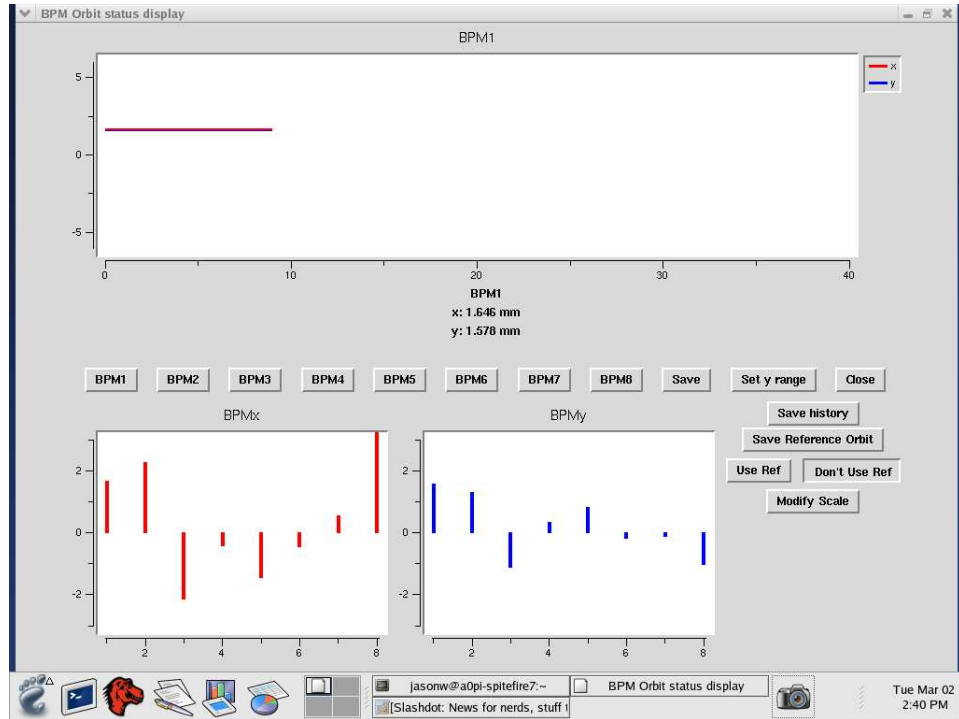 BPM Orbit status display
BPM1
x
y
5
0
-5
0 10 20 30 40
BPM1
x: 1.646 mm
y: 1.578 mm
BPM1 BPM2 BPM3 BPM4 BPM5 BPM6 BPM7 BPM8 Save Set y range Close
BPMx
BPMy
Save history
Save Reference Orbit
Use Ref Don't Use Ref
Modify Scale
2
0
-2
2 4 6 8
2
0
-2
2 4 6 8
jasonw@a0pi-spitefire7:~
BPM Orbit status display
[Slashdot: News for nerds, stuff t
Tue Mar 02
2:40 PM